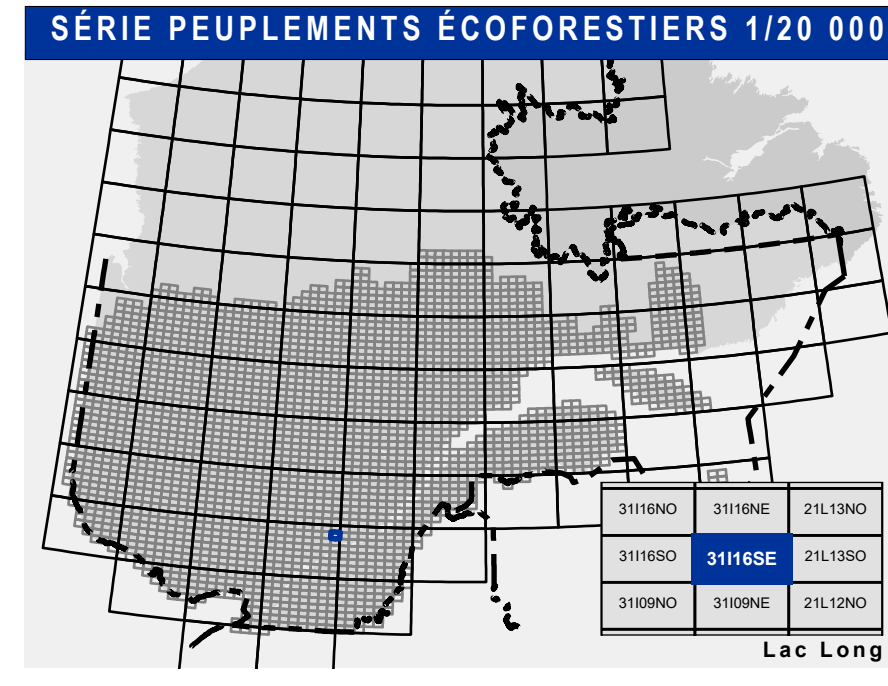 SÉRIE PEUPLEMENTS ÉCOFORESTIERS 1/20 000
31I16NO 31I16NE 21L13NO
31I16SO 31I16SE 21L13SO
31I09NO 31I09NE 21L12NO
Lac Long